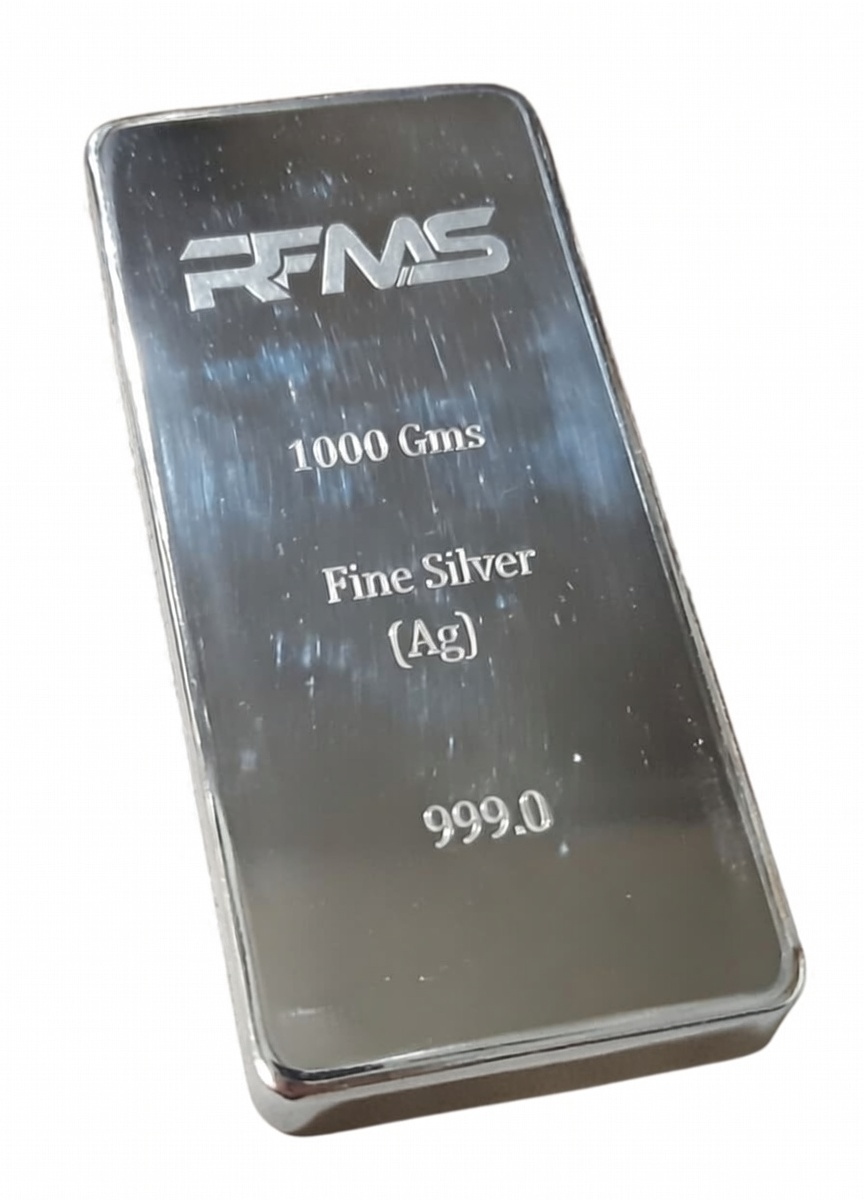 RFMS
1000 Gms
Fine Silver
(Ag)
999.0